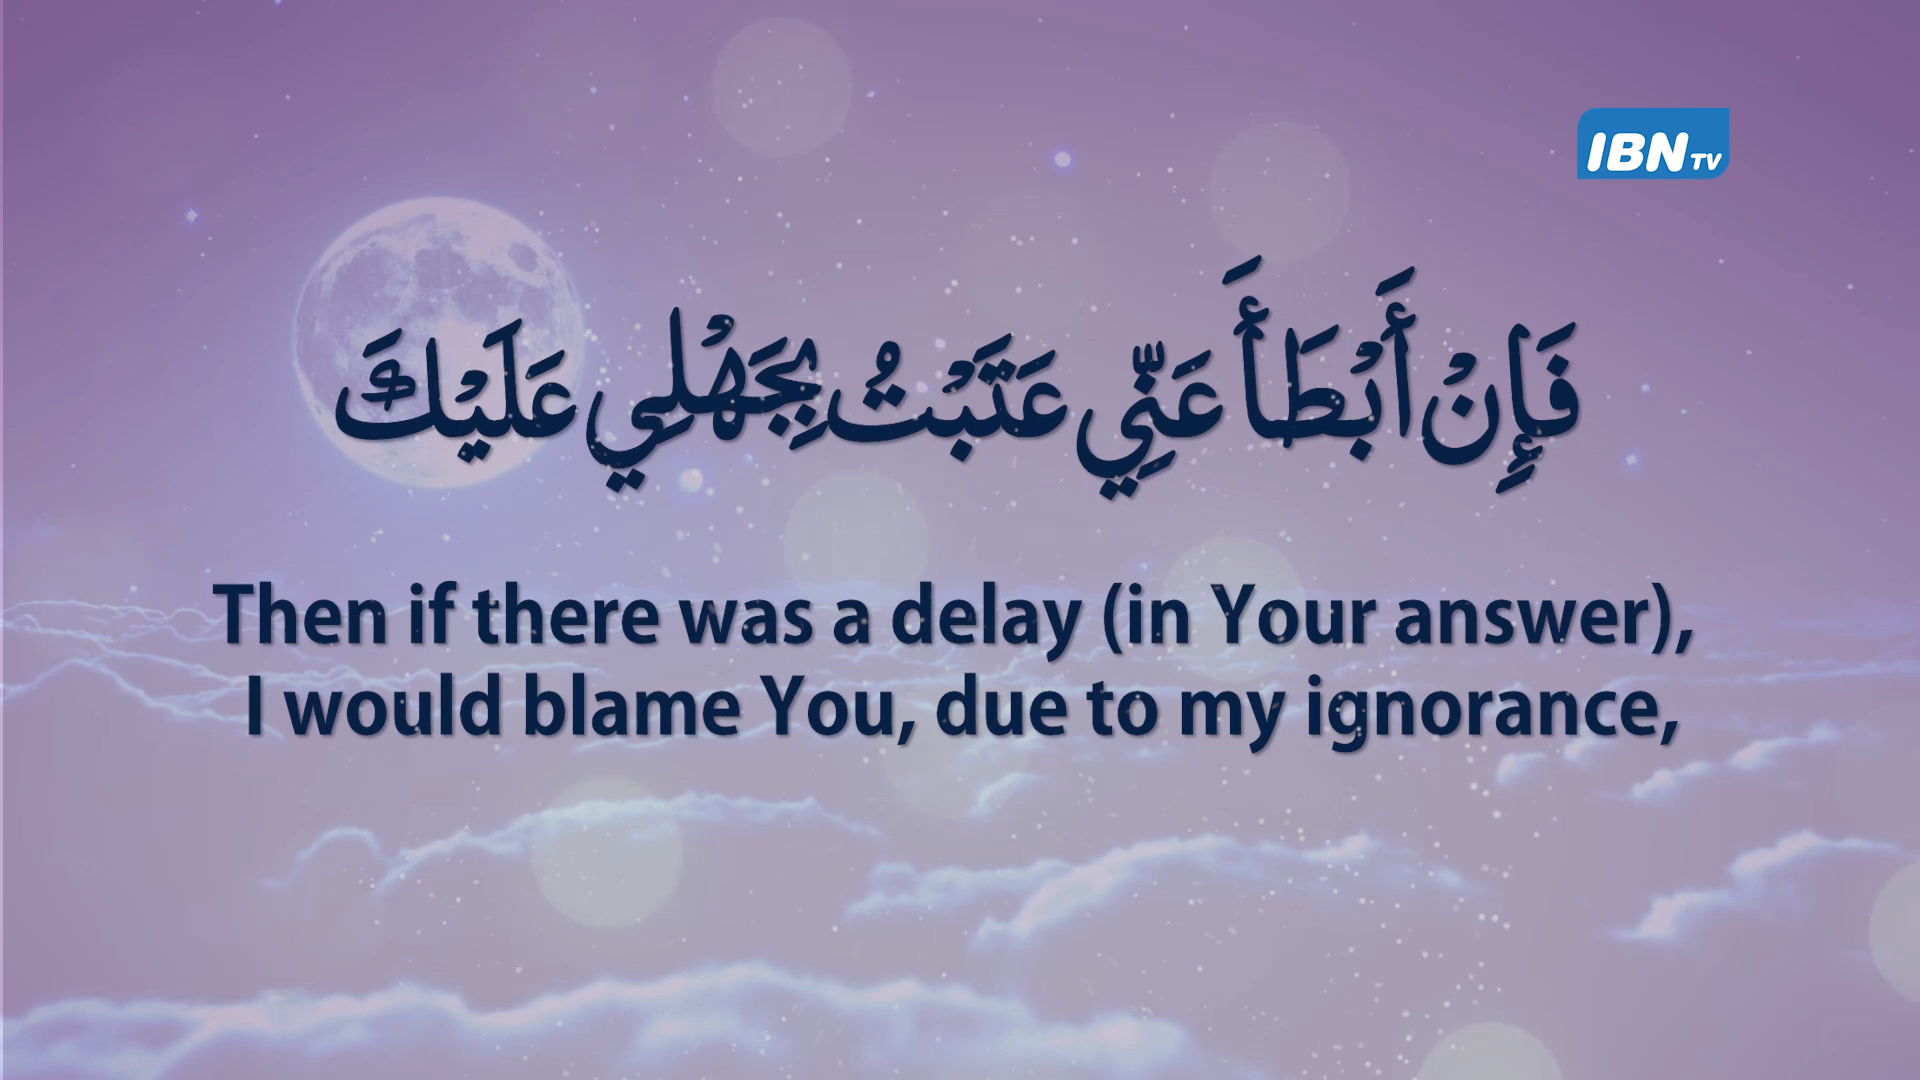 IBN TV
فَإِنْ أَبْطَأَ عَنِّي عَتَبْتُ بِجَهْلِي عَلَيْكَ
Then if there was a delay (in Your answer),
I would blame You, due to my ignorance,